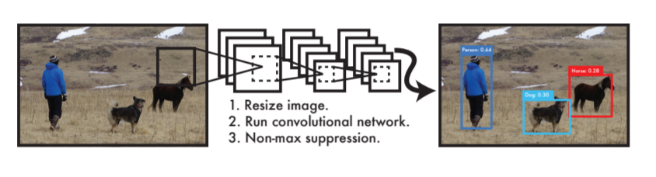 1. Resize image.
2. Run convolutional network.
3. Non-max suppression.
Person: 0.64
Horse: 0.28
Dog: 0.30